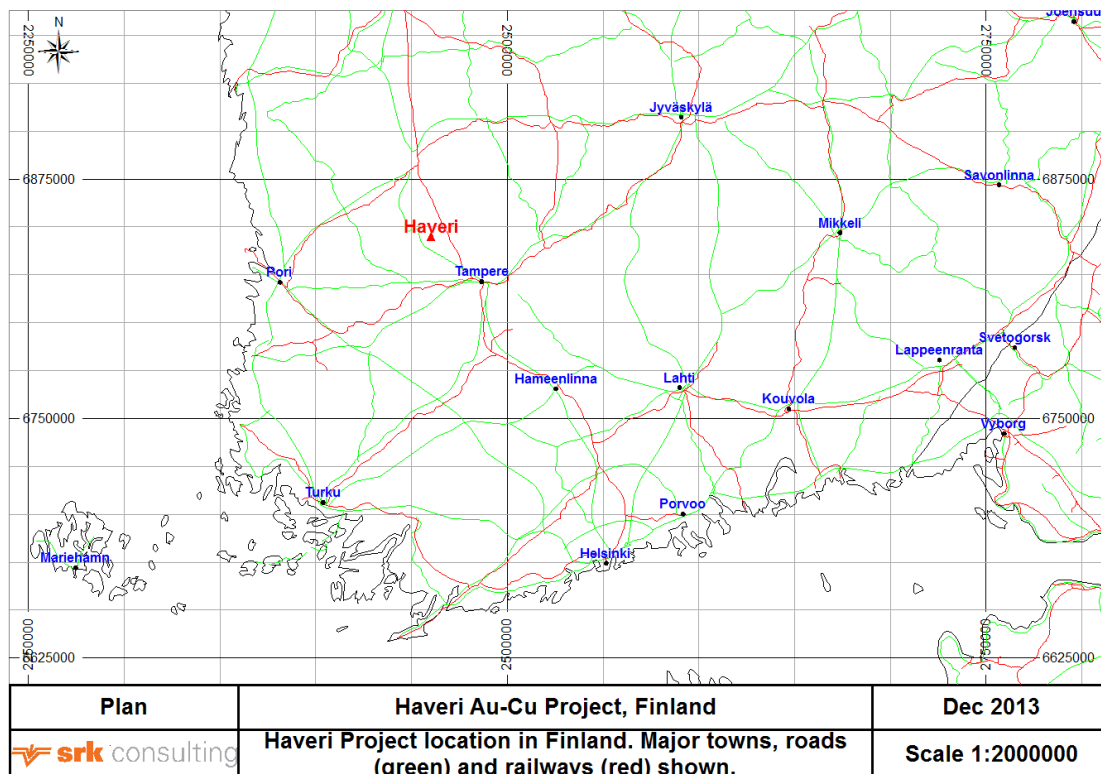 N
2250000
2500000
2750000
Joensuu
Jyväskylä
6875000
6875000
Savonlinna
Haveri
Mikkeli
Pori
Tampere
Svetogorsk
Lappeenranta
Hameenlinna
Lahti
Kouvola
6750000
6750000
Vyborg
Turku
Porvoo
Helsinki
Mariehamn
2250000
2500000
2750000
6625000
6625000
Plan
Haveri Au-Cu Project, Finland
Dec 2013
srk consulting
Haveri Project location in Finland. Major towns, roads
(green) and railways (red) shown.
Scale 1:2000000